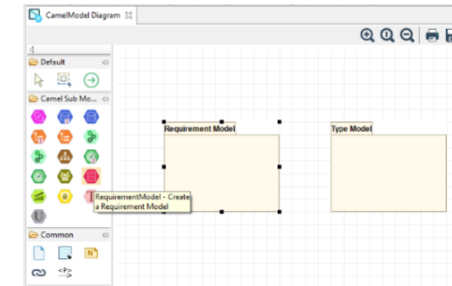 CamelModel Diagram
Default
Camel Sub Mo...
Requirement Model
Type Model
RequirementModel - Create
a Requirement Model
Common
N
<P>